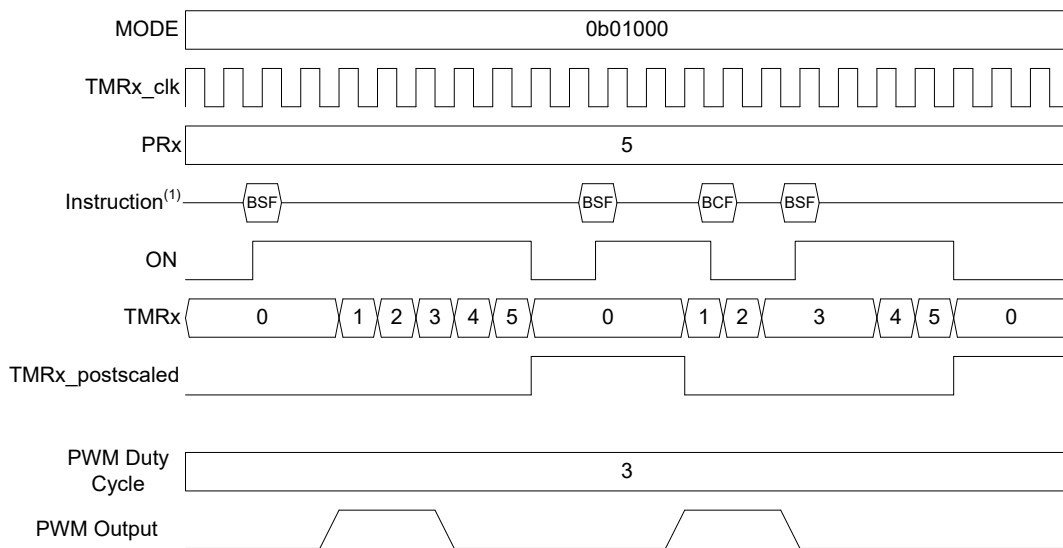 MODE 0b01000
TMRx_clk
PRx 5
Instruction(1) BSF BSF BCF BSF
ON
TMRx 0 1 2 3 4 5 0 1 2 3 4 5 0
TMRx_postscaled
PWM Duty
Cycle 3
PWM Output